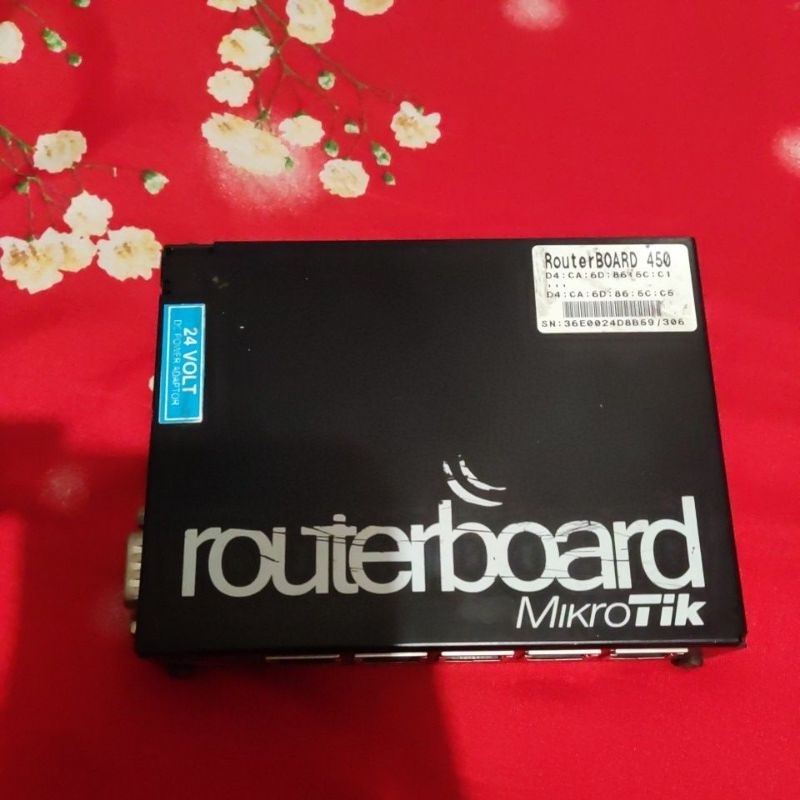 RouterBOARD 450
D4:CA:6D:86:6C:C1
...
D4:CA:6D:86:6C:C6
SN:36E0024D8B69/306
24 VOLT
DC POWER ADAPTOR
routerboard
MikroTik